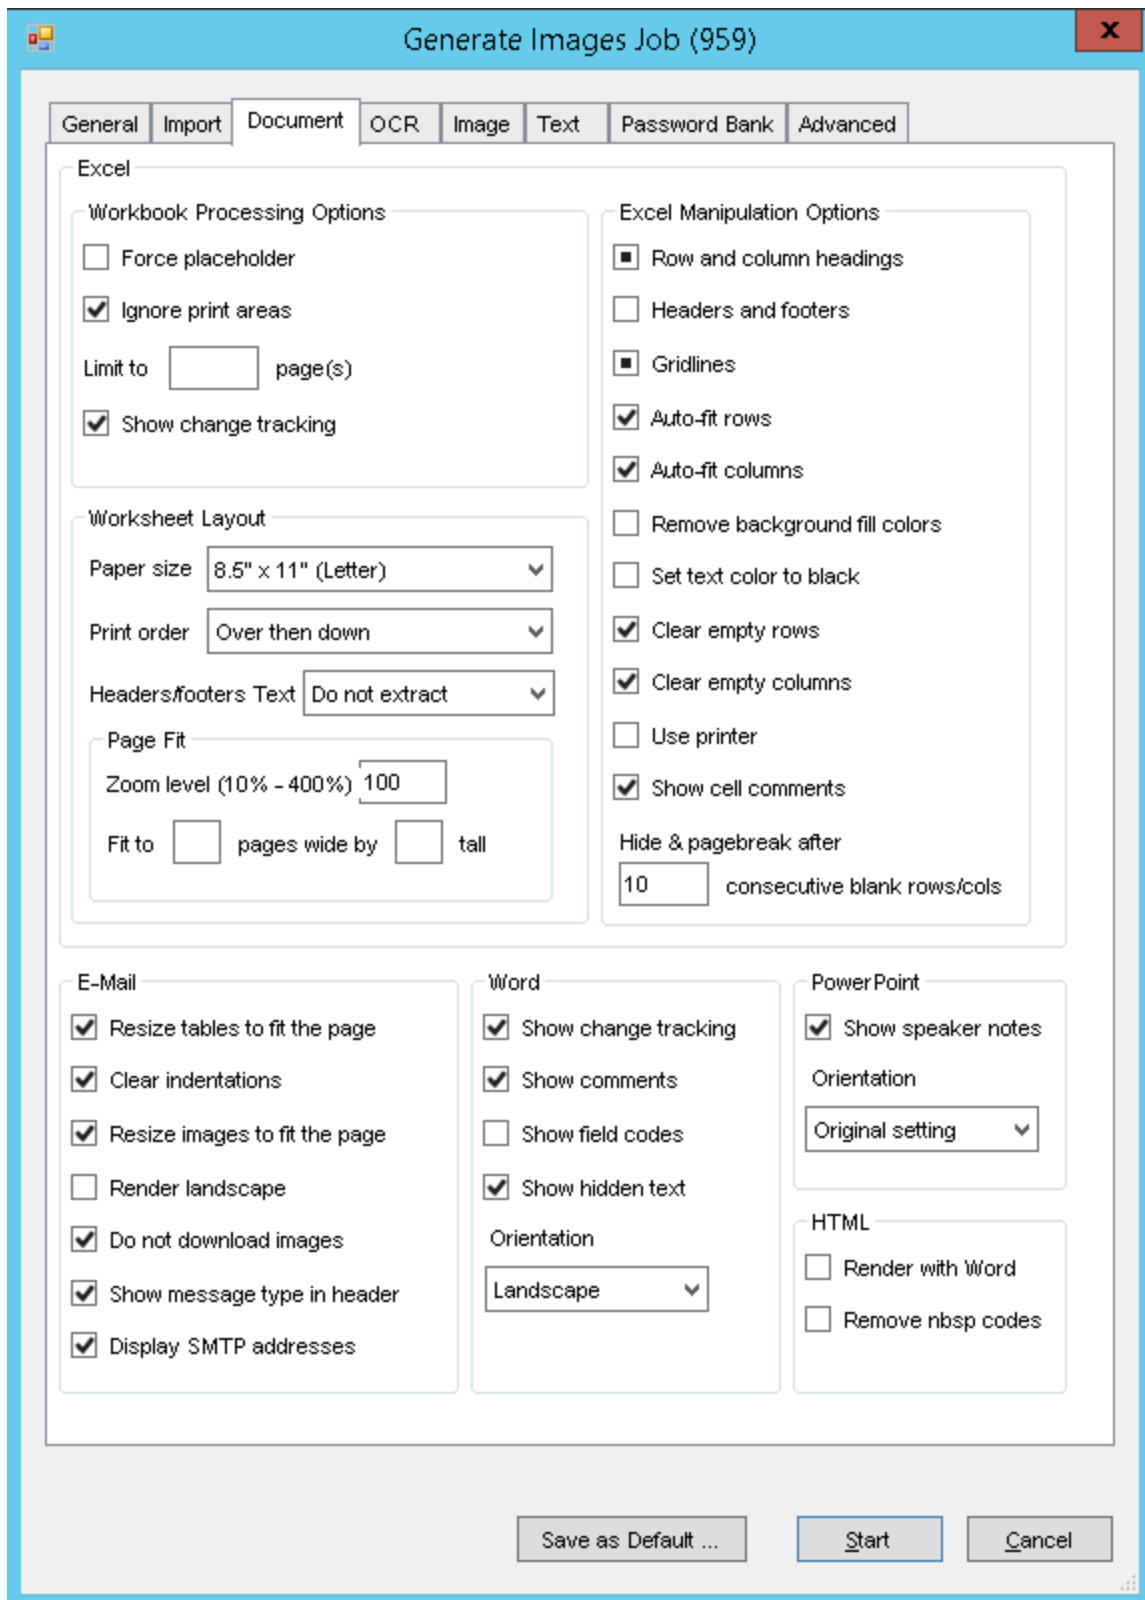 Generate Images Job (959)
x
General Import Document OCR Image Text Password Bank Advanced
Excel
Workbook Processing Options
Force placeholder
Ignore print areas
Limit to page(s)
Show change tracking
Worksheet Layout
Paper size 8.5" x 11" (Letter)
Print order Over then down
Headers/footers Text Do not extract
Page Fit
Zoom level (10% - 400%) 100
Fit to pages wide by tall
Excel Manipulation Options
Row and column headings
Headers and footers
Gridlines
Auto-fit rows
Auto-fit columns
Remove background fill colors
Set text color to black
Clear empty rows
Clear empty columns
Use printer
Show cell comments
Hide & pagebreak after
10 consecutive blank rows/cols
E-Mail
Resize tables to fit the page
Clear indentations
Resize images to fit the page
Render landscape
Do not download images
Show message type in header
Display SMTP addresses
Word
Show change tracking
Show comments
Show field codes
Show hidden text
Orientation
Landscape
PowerPoint
Show speaker notes
Orientation
Original setting
HTML
Render with Word
Remove nbsp codes
Save as Default ... Start Cancel